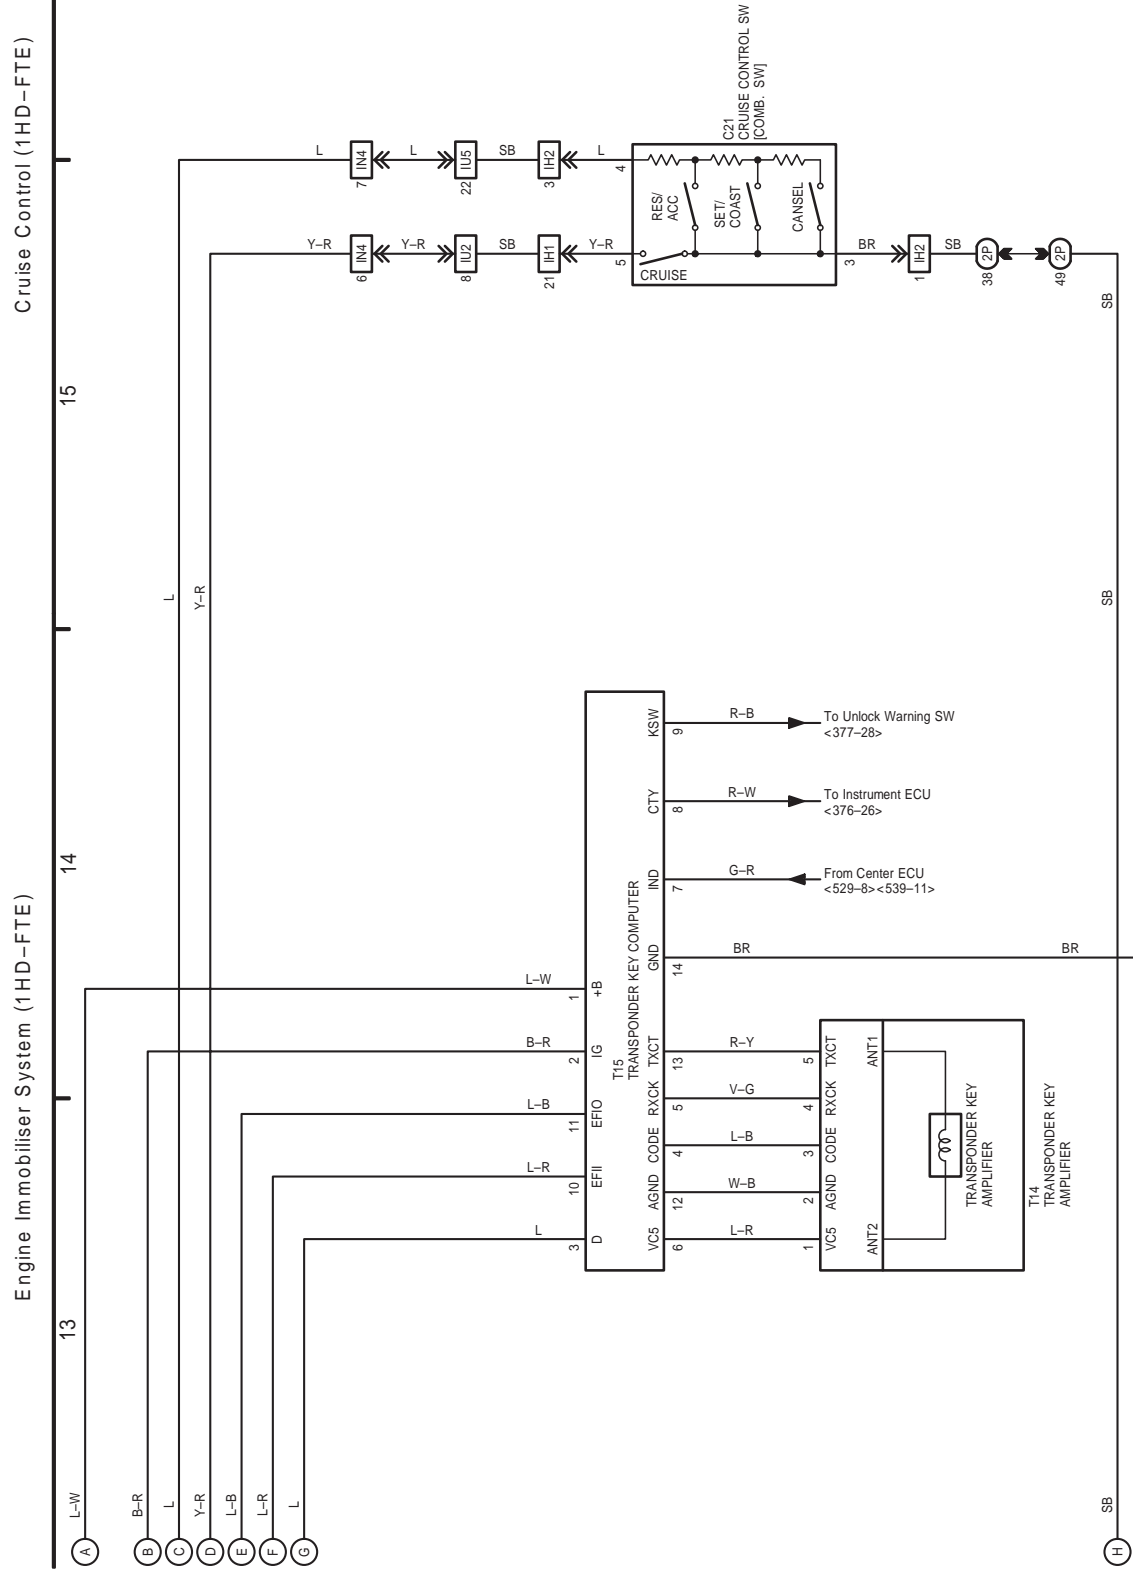 Cruise Control (1HD–FTE)
Engine Immobiliser System (1HD–FTE)
15
14
13
L
IN4
7
L
IU5
22
SB
IH2
3
L
4
C21
CRUISE CONTROL SW
[COMB. SW]
RES/
ACC
SET/
COAST
CANSEL
Y–R
IN4
6
Y–R
IU2
8
SB
IH1
21
Y–R
5
CRUISE
3
BR
IH2
1
SB
2P
38
2P
49
SB
L
Y–R
SB
KSW
9
R–B
To Unlock Warning SW
<377–28>
CTY
8
R–W
To Instrument ECU
<376–26>
IND
7
G–R
From Center ECU
<529–8><539–11>
GND
14
BR
BR
T15
TRANSPONDER KEY COMPUTER
L–W
1
+B
B–R
2
IG
L–B
11
EFIO
L–R
10
EFII
L
3
D
TXCT
13
R–Y
5
TXCT
RXCK
5
V–G
4
RXCK
CODE
4
L–B
3
CODE
AGND
12
W–B
2
AGND
VC5
6
L–R
1
VC5
ANT1
ANT2
TRANSPONDER KEY
AMPLIFIER
T14
TRANSPONDER KEY
AMPLIFIER
L–W
A
B–R
B
L
C
Y–R
D
L–B
E
L–R
F
L
G
SB
H